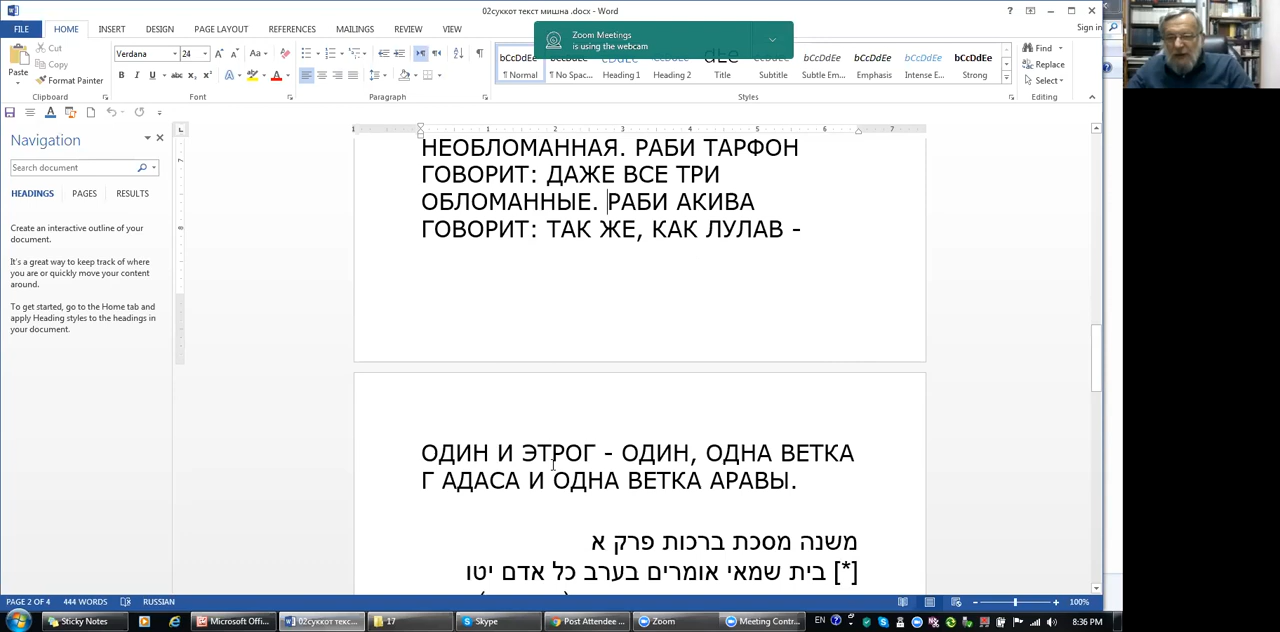 02суккот текст мишна .docx - Word
Zoom Meetings
is using the webcam
Sign in
FILE HOME INSERT DESIGN PAGE LAYOUT REFERENCES MAILINGS REVIEW VIEW
Paste
Cut
Copy
Format Painter
Verdana 24
Clipboard Font Paragraph Styles Editing
¶ Normal ¶ No Spac... Heading 1 Heading 2 Title Subtitle Subtle Em... Emphasis Intense E... Strong
Find
Replace
Select
Navigation
Search document
HEADINGS PAGES RESULTS
Create an interactive outline of your
document.
It's a great way to keep track of where
you are or quickly move your content
around.
To get started, go to the Home tab and
apply Heading styles to the headings in
your document.
НЕОБЛОМАННАЯ. РАБИ ТАРФОН
ГОВОРИТ: ДАЖЕ ВСЕ ТРИ
ОБЛОМАННЫЕ. РАБИ АКИВА
ГОВОРИТ: ТАК ЖЕ, КАК ЛУЛАВ -
ОДИН И ЭТРОГ - ОДИН, ОДНА ВЕТКА
Г АДАСА И ОДНА ВЕТКА АРАВЫ.
משנה מסכת ברכות פרק א
[*] בית שמאי אומרים בערב כל אדם יטו
PAGE 2 OF 4 444 WORDS RUSSIAN
100%
Sticky Notes
Microsoft Offi...
02суккот текс...
17
Skype
Post Attendee ...
Zoom
Meeting Contr...
EN
8:36 PM